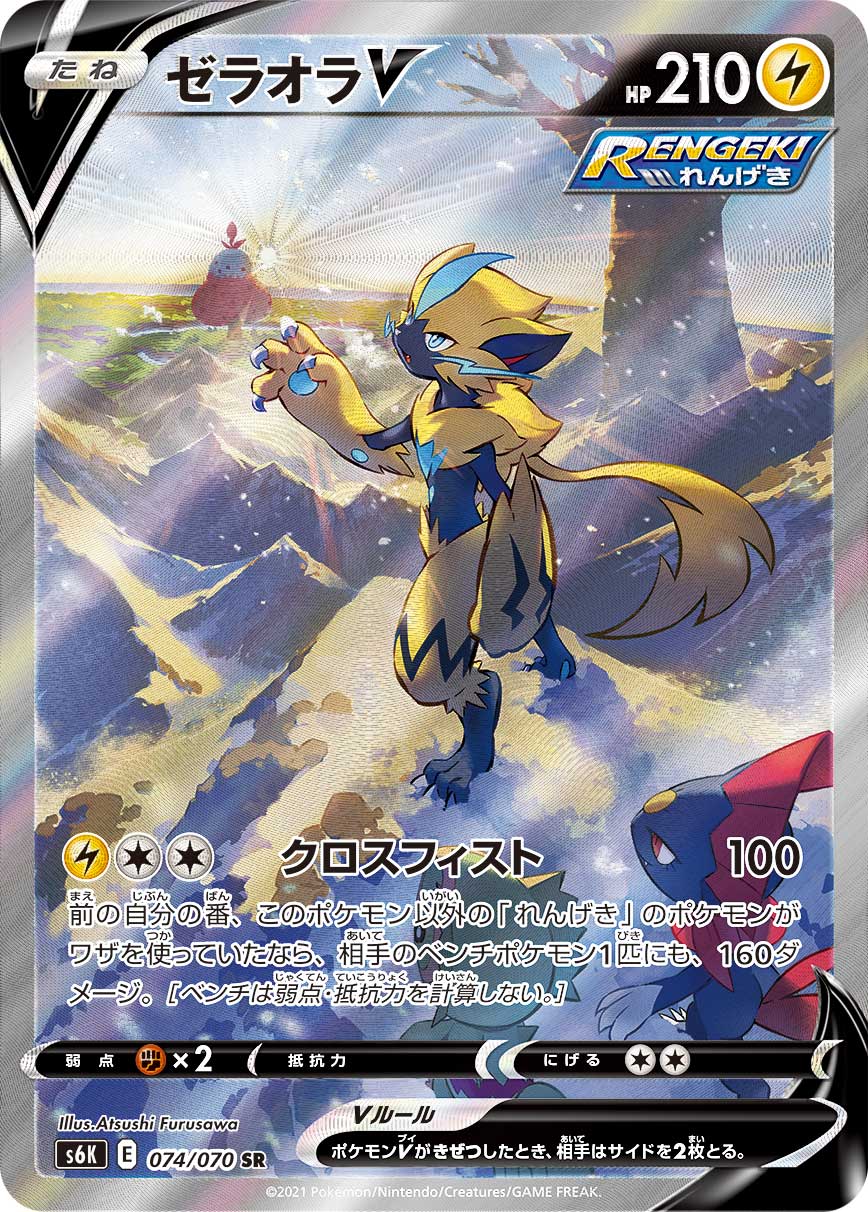 たね ゼラオラV HP 210
RENGEKI
れんげき
クロスフィスト 100
前の自分の番、このポケモン以外の「れんげき」のポケモンが
ワザを使っていたなら、相手のベンチポケモン1匹にも、160ダ
メージ。[ベンチは弱点・抵抗力を計算しない。]
弱点 ×2 抵抗力 にげる
Illus.Atsushi Furusawa
Vルール
ポケモンVがきぜつしたとき、相手はサイドを2枚とる。
s6K E 074/070 SR
©2021 Pokémon/Nintendo/Creatures/GAME FREAK.